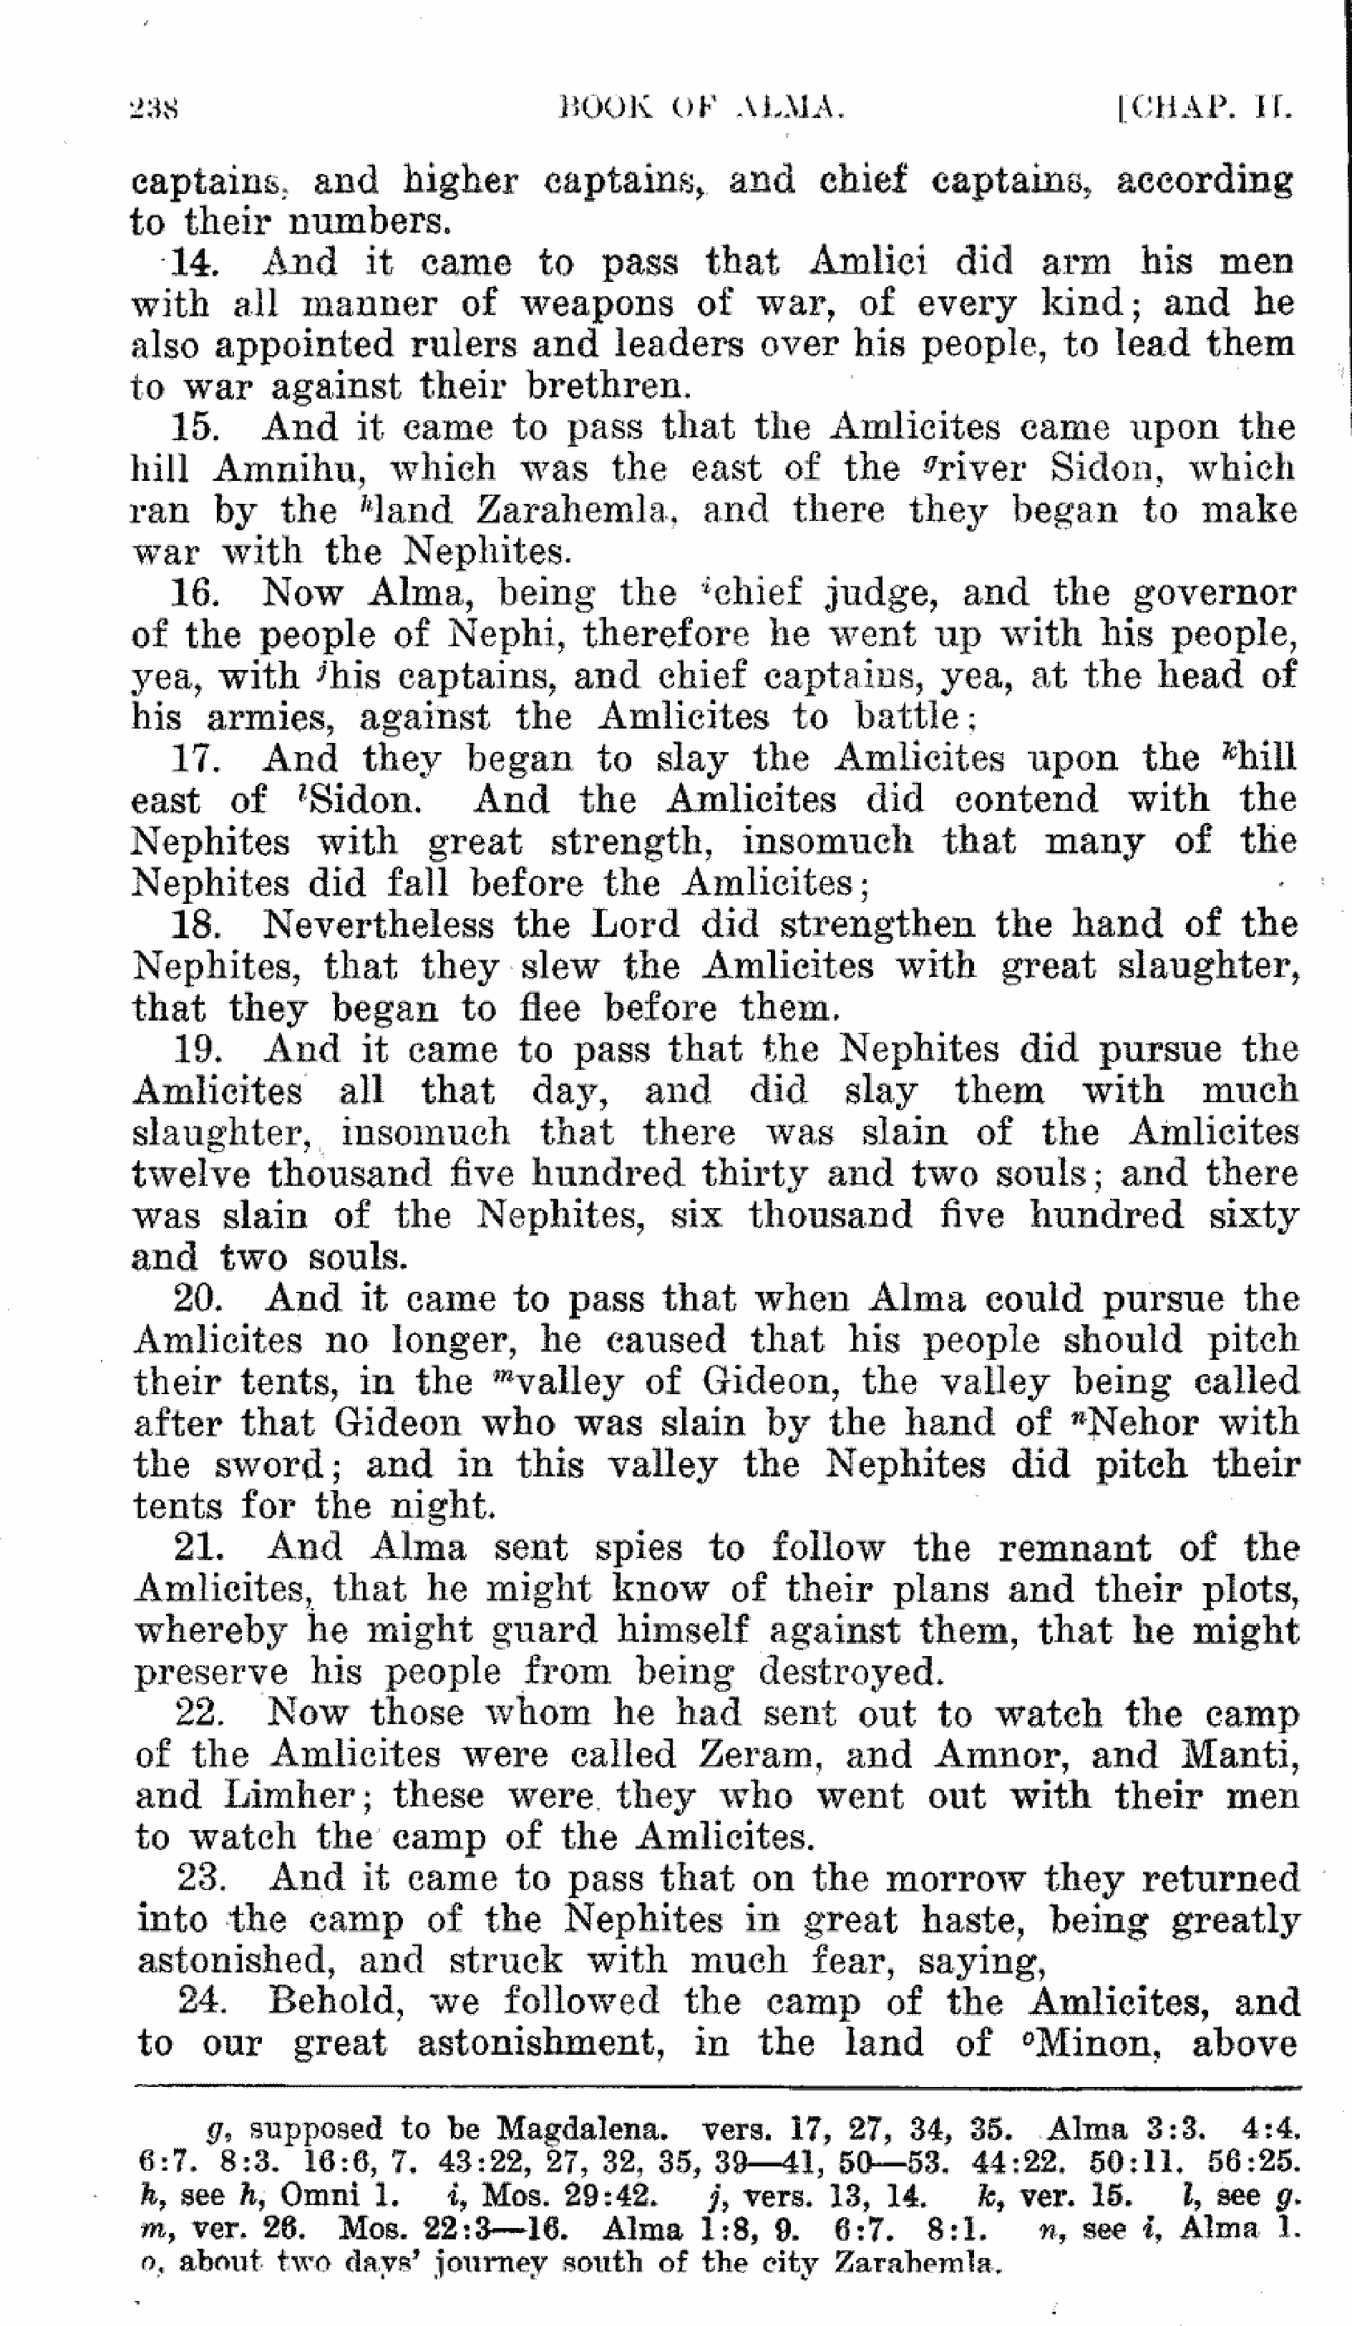 238 BOOK OF ALMA. [CHAP. II.
captains, and higher captains, and chief captains, according
to their numbers.
14. And it came to pass that Amlici did arm his men
with all manner of weapons of war, of every kind; and he
also appointed rulers and leaders over his people, to lead them
to war against their brethren.
15. And it came to pass that the Amlicites came upon the
hill Amnihu, which was the east of the griver Sidon, which
ran by the hland Zarahemla, and there they began to make
war with the Nephites.
16. Now Alma, being the ichief judge, and the governor
of the people of Nephi, therefore he went up with his people,
yea, with jhis captains, and chief captains, yea, at the head of
his armies, against the Amlicites to battle;
17. And they began to slay the Amlicites upon the khill
east of lSidon. And the Amlicites did contend with the
Nephites with great strength, insomuch that many of the
Nephites did fall before the Amlicites;
18. Nevertheless the Lord did strengthen the hand of the
Nephites, that they slew the Amlicites with great slaughter,
that they began to flee before them.
19. And it came to pass that the Nephites did pursue the
Amlicites all that day, and did slay them with much
slaughter, insomuch that there was slain of the Amlicites
twelve thousand five hundred thirty and two souls; and there
was slain of the Nephites, six thousand five hundred sixty
and two souls.
20. And it came to pass that when Alma could pursue the
Amlicites no longer, he caused that his people should pitch
their tents, in the mvalley of Gideon, the valley being called
after that Gideon who was slain by the hand of nNehor with
the sword; and in this valley the Nephites did pitch their
tents for the night.
21. And Alma sent spies to follow the remnant of the
Amlicites, that he might know of their plans and their plots,
whereby he might guard himself against them, that he might
preserve his people from being destroyed.
22. Now those whom he had sent out to watch the camp
of the Amlicites were called Zeram, and Amnor, and Manti,
and Limher; these were they who went out with their men
to watch the camp of the Amlicites.
23. And it came to pass that on the morrow they returned
into the camp of the Nephites in great haste, being greatly
astonished, and struck with much fear, saying,
24. Behold, we followed the camp of the Amlicites, and
to our great astonishment, in the land of oMinon, above
g, supposed to be Magdalena. vers. 17, 27, 34, 35. Alma 3:3. 4:4.
6:7. 8:3. 16:6, 7. 43:22, 27, 32, 35, 39—41, 50—53. 44:22. 50:11. 56:25.
h, see h, Omni 1. i, Mos. 29:42. j, vers. 13, 14. k, ver. 15. l, see g.
m, ver. 26. Mos. 22:3—16. Alma 1:8, 9. 6:7. 8:1. n, see i, Alma 1.
o, about two days' journey south of the city Zarahemla.